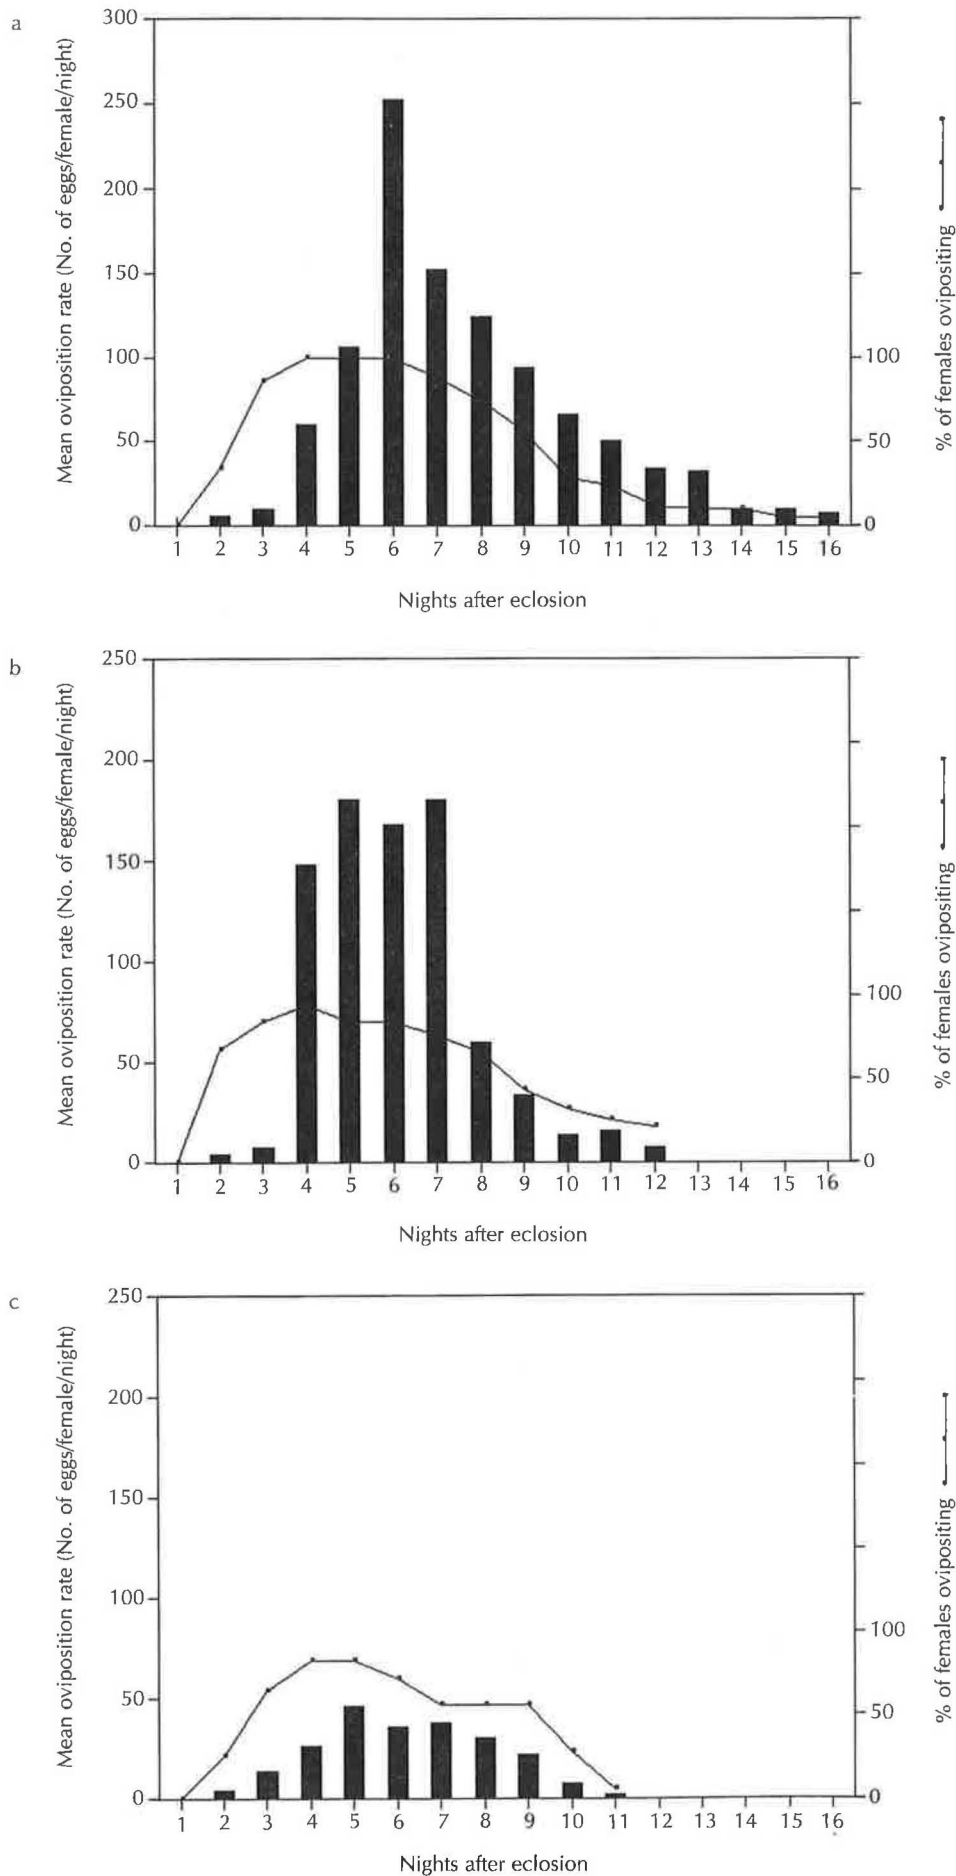 a
Mean oviposition rate (No. of eggs/female/night)
300
250
200
150
100
50
0
100
50
0
% of females ovipositing
1 2 3 4 5 6 7 8 9 10 11 12 13 14 15 16
Nights after eclosion
b
Mean oviposition rate (No. of eggs/female/night)
250
200
150
100
50
0
100
50
0
% of females ovipositing
1 2 3 4 5 6 7 8 9 10 11 12 13 14 15 16
Nights after eclosion
c
Mean oviposition rate (No. of eggs/female/night)
250
200
150
100
50
0
100
50
0
% of females ovipositing
1 2 3 4 5 6 7 8 9 10 11 12 13 14 15 16
Nights after eclosion